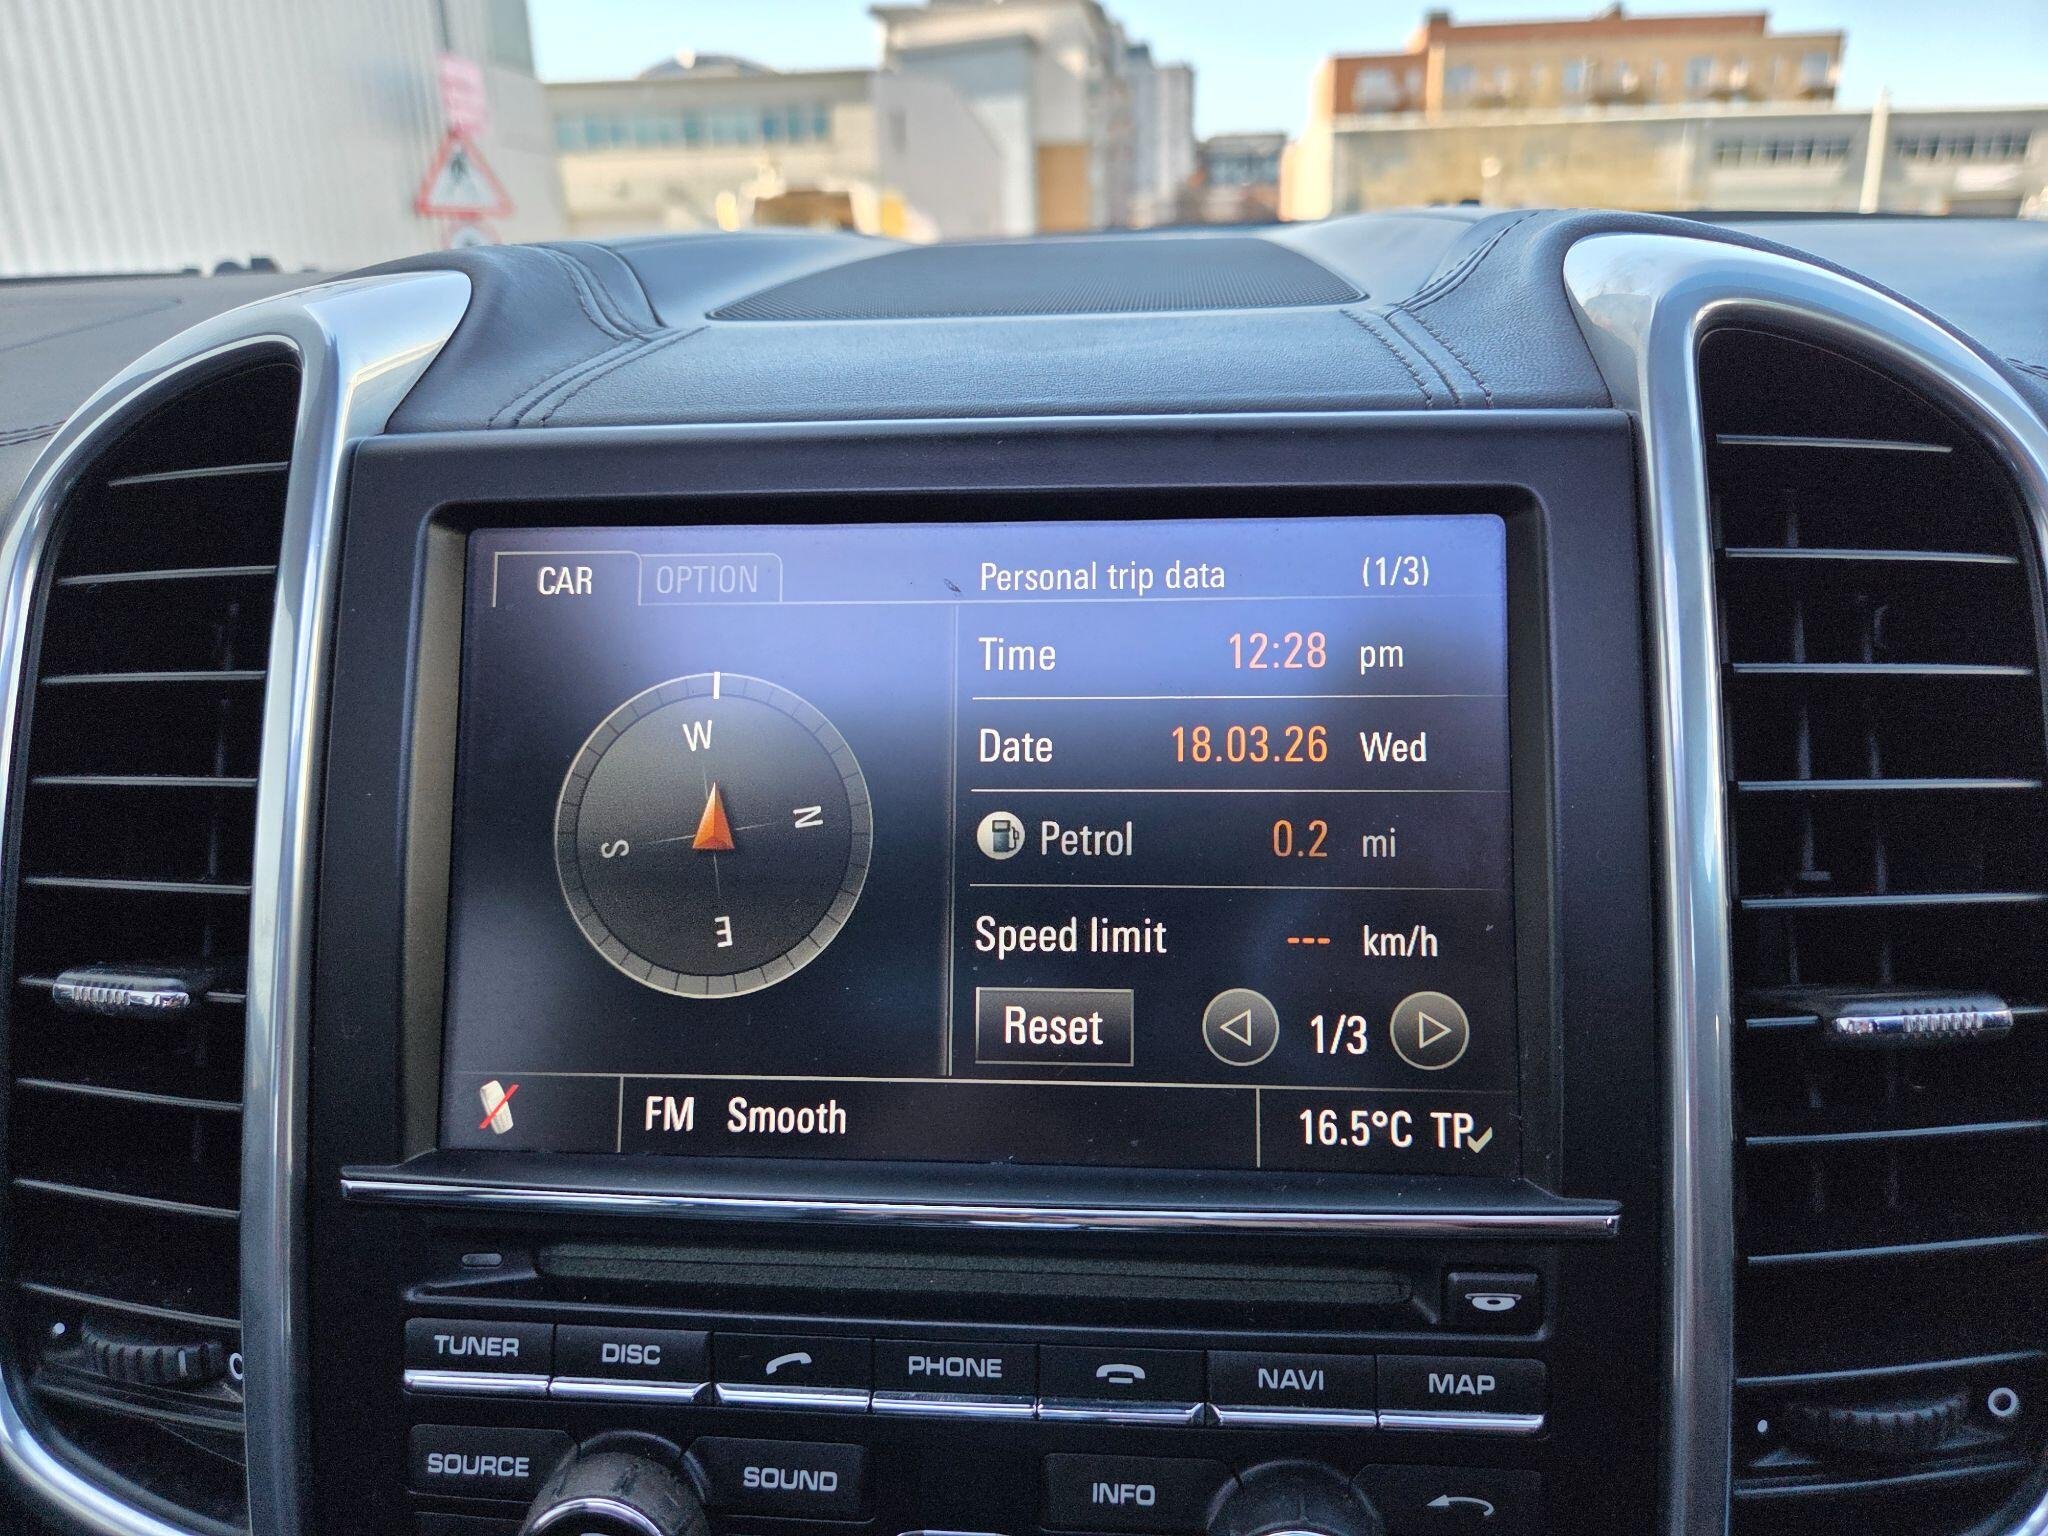 CAR OPTION Personal trip data (1/3)
Time 12:28 pm
Date 18.03.26 Wed
Petrol 0.2 mi
Speed limit --- km/h
Reset 1/3
W
N
S
E
FM Smooth 16.5°C TP
TUNER DISC PHONE NAVI MAP
SOURCE SOUND INFO